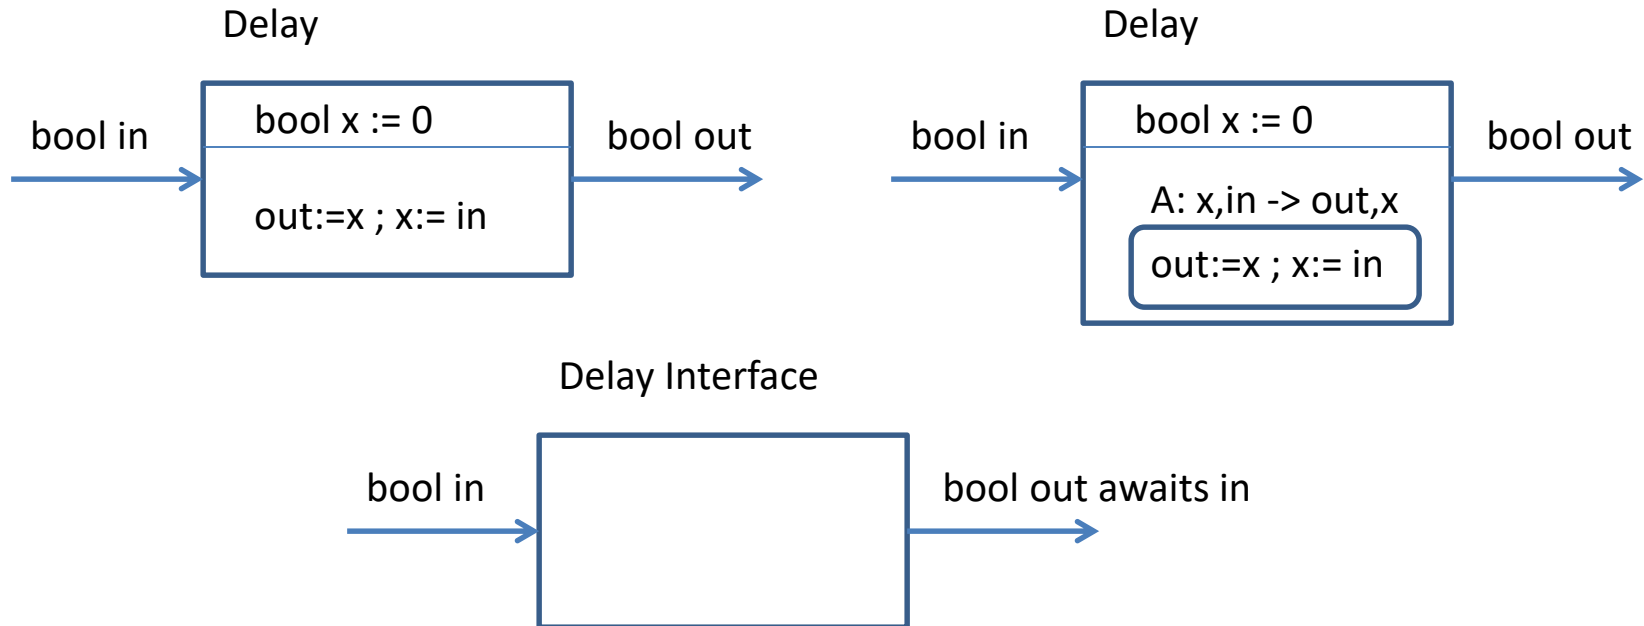 Delay
bool in
bool x := 0
out:=x ; x:= in
bool out
Delay
bool in
bool x := 0
A: x,in -> out,x
out:=x ; x:= in
bool out
Delay Interface
bool in
bool out awaits in